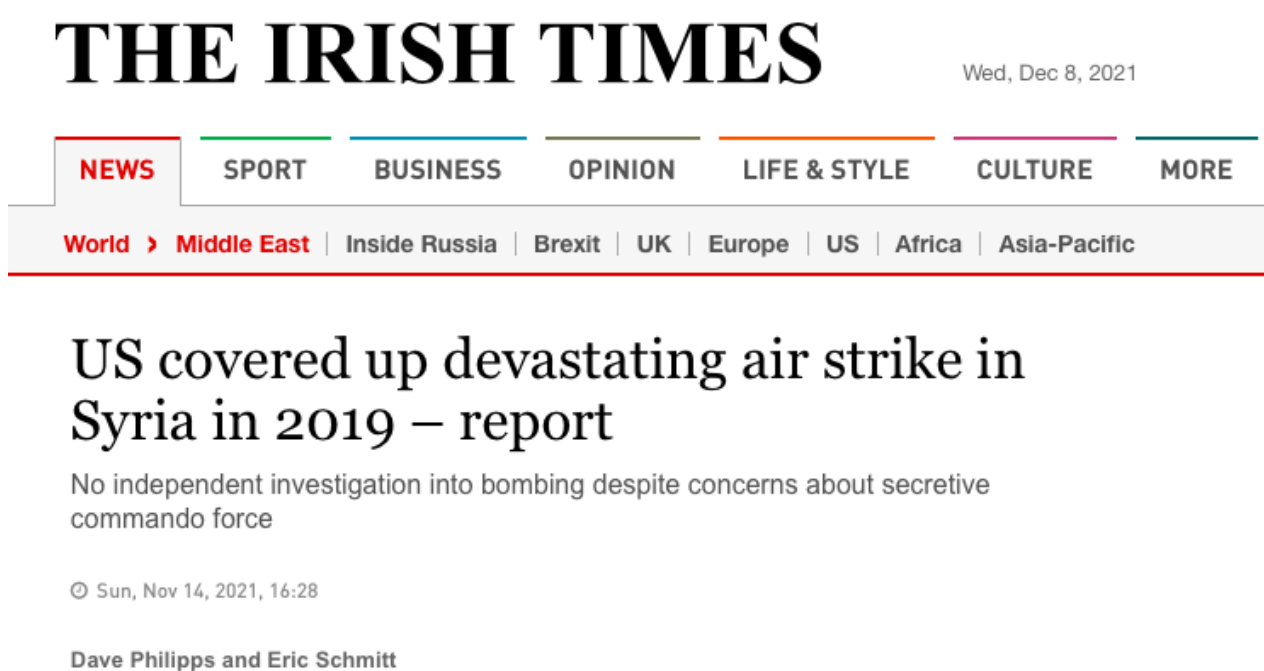 THE IRISH TIMES
Wed, Dec 8, 2021
NEWS SPORT BUSINESS OPINION LIFE & STYLE CULTURE MORE
World › Middle East | Inside Russia | Brexit | UK | Europe | US | Africa | Asia-Pacific
US covered up devastating air strike in
Syria in 2019 – report
No independent investigation into bombing despite concerns about secretive
commando force
Sun, Nov 14, 2021, 16:28
Dave Philipps and Eric Schmitt